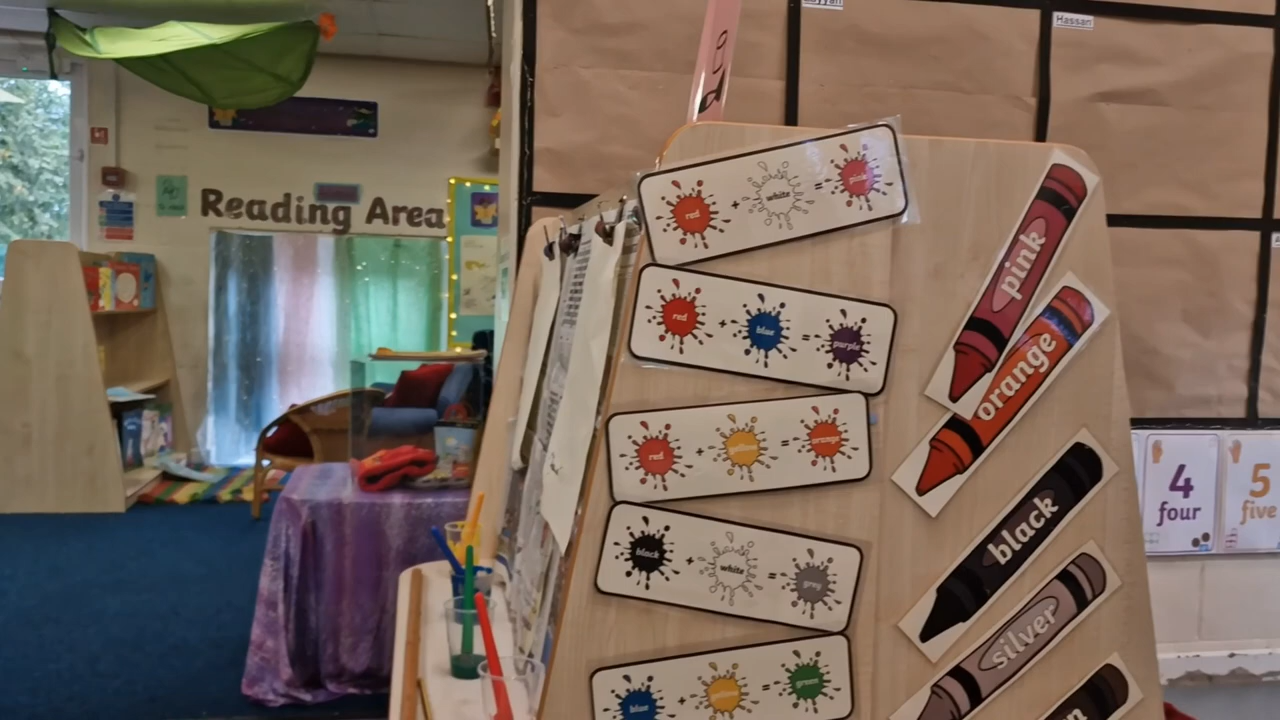 Hassan
Reading Area
red + white = pink
red + blue = purple
red + yellow = orange
black + white = grey
blue + yellow = green
pink
orange
black
silver
4
four
5
five